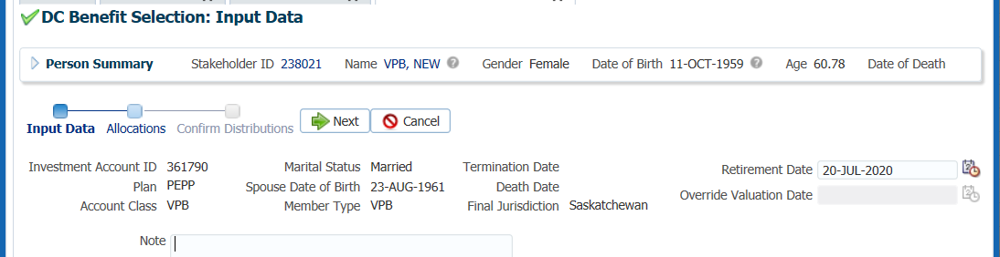 DC Benefit Selection: Input Data
Person Summary Stakeholder ID 238021 Name VPB, NEW Gender Female Date of Birth 11-OCT-1959 Age 60.78 Date of Death
Input Data Allocations Confirm Distributions Next Cancel
Investment Account ID 361790 Marital Status Married Termination Date Retirement Date 20-JUL-2020
Plan PEPP Spouse Date of Birth 23-AUG-1961 Death Date Override Valuation Date
Account Class VPB Member Type VPB Final Jurisdiction Saskatchewan
Note